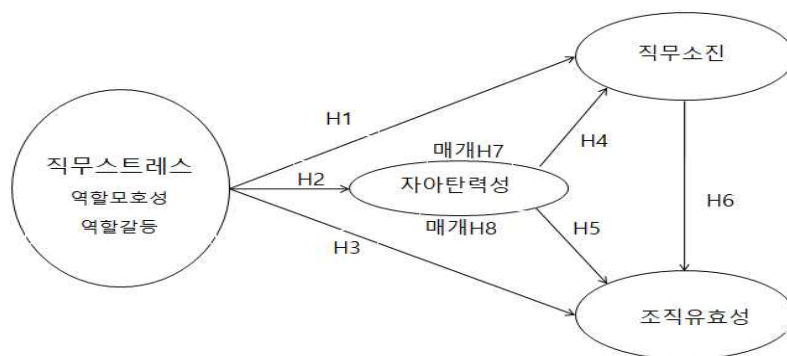 직무소진
H1
매개H7
H4
직무스트레스
역할모호성
역할갈등
H2
자아탄력성
H6
매개H8
H5
H3
조직유효성